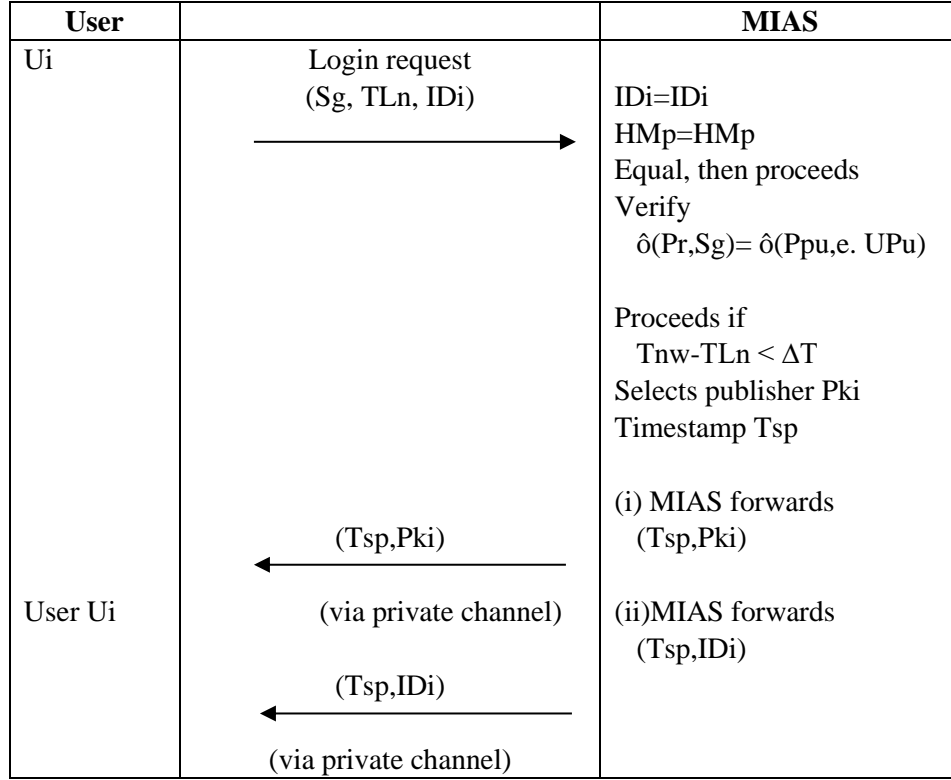 User MIAS
Ui Login request
(Sg, TLn, IDi) IDi=IDi
HMp=HMp
Equal, then proceeds
Verify
ô(Pr,Sg)= ô(Ppu,e. UPu)
Proceeds if
Tnw-TLn < ∆T
Selects publisher Pki
Timestamp Tsp
(i) MIAS forwards
(Tsp,Pki) (Tsp,Pki)
User Ui (via private channel) (ii)MIAS forwards
(Tsp,IDi)
(Tsp,IDi)
(via private channel)